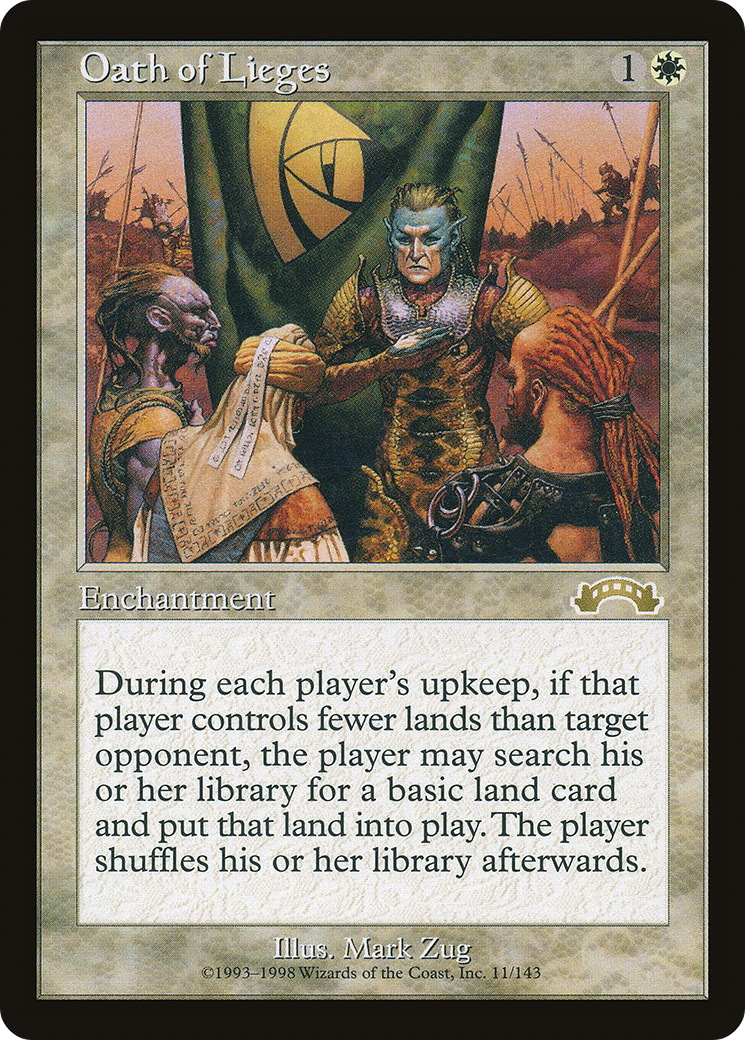 Oath of Lieges 1
Enchantment
During each player's upkeep, if that
player controls fewer lands than target
opponent, the player may search his
or her library for a basic land card
and put that land into play. The player
shuffles his or her library afterwards.
Illus. Mark Zug
©1993–1998 Wizards of the Coast, Inc. 11/143